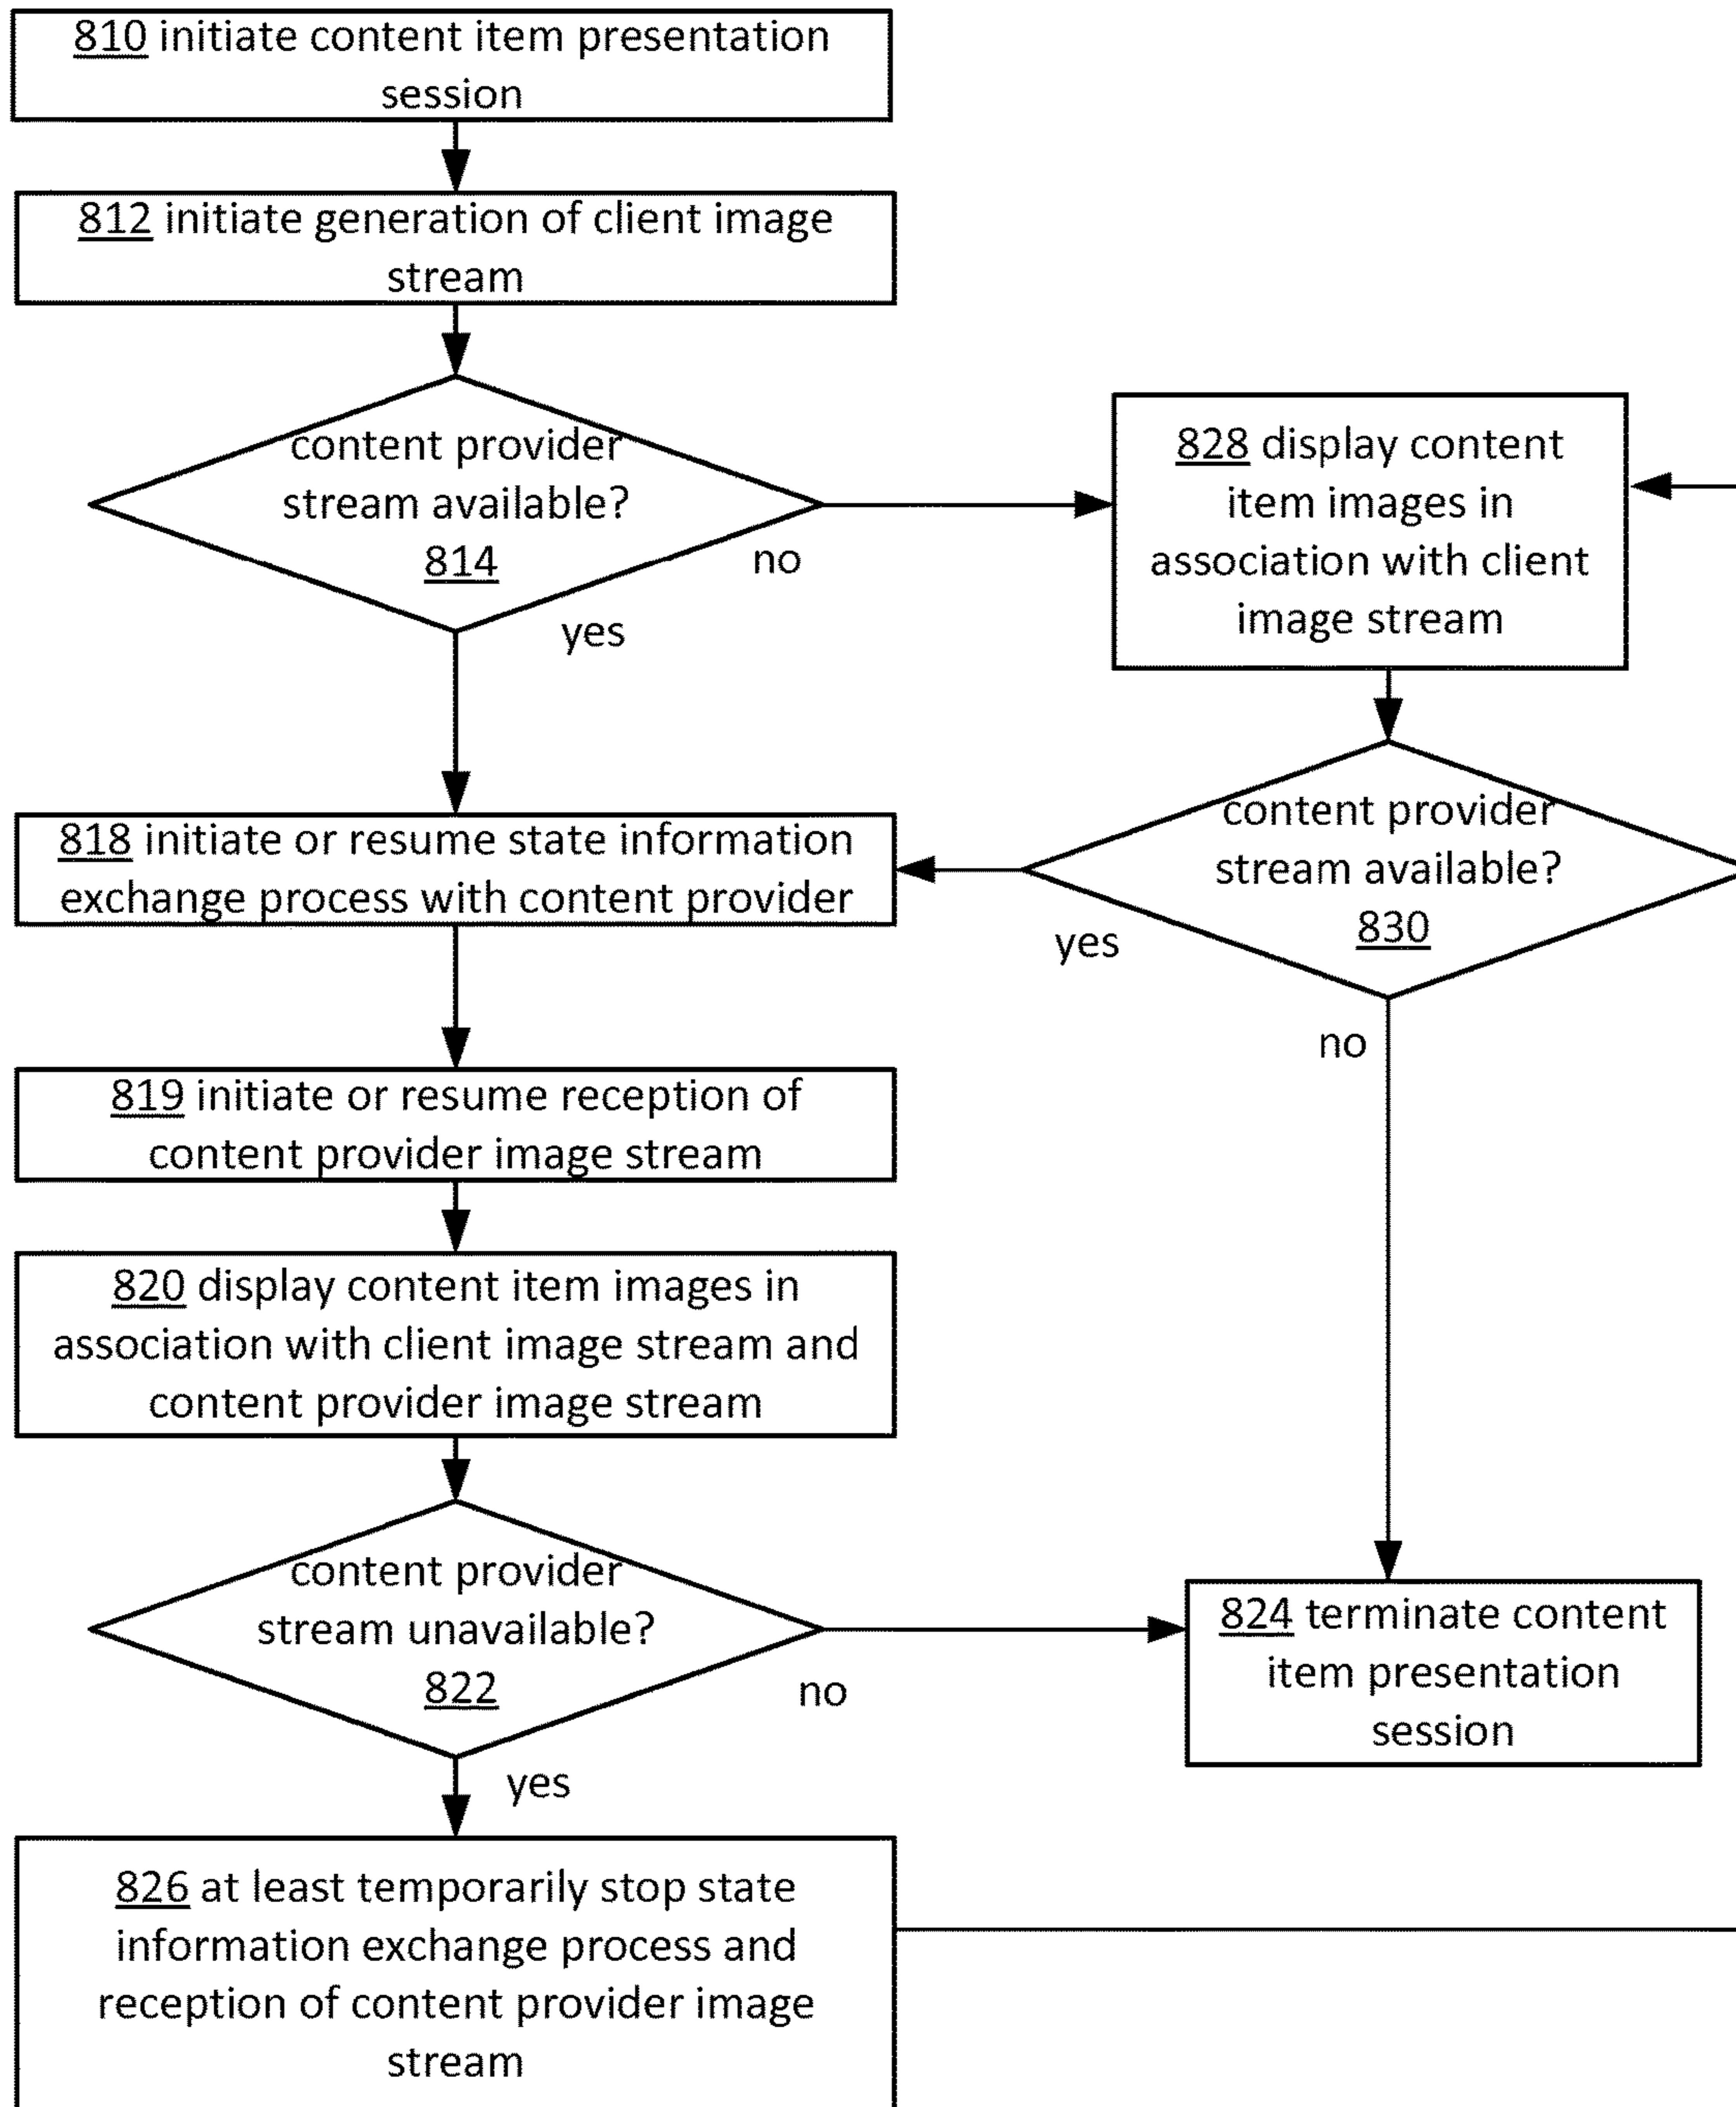 810 initiate content item presentation
session
812 initiate generation of client image
stream
content provider
stream available?
814
no
yes
828 display content
item images in
association with client
image stream
818 initiate or resume state information
exchange process with content provider
content provider
stream available?
830
yes
no
819 initiate or resume reception of
content provider image stream
820 display content item images in
association with client image stream and
content provider image stream
content provider
stream unavailable?
822
no
yes
824 terminate content
item presentation
session
826 at least temporarily stop state
information exchange process and
reception of content provider image
stream